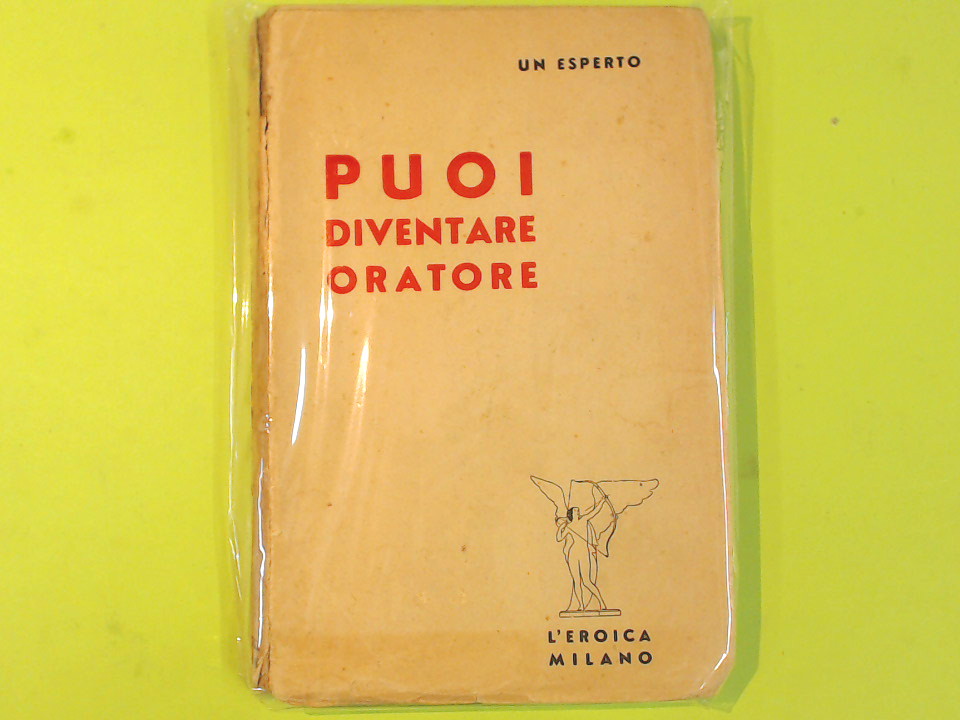 UN ESPERTO
PUOI
DIVENTARE
ORATORE
L'EROICA
MILANO